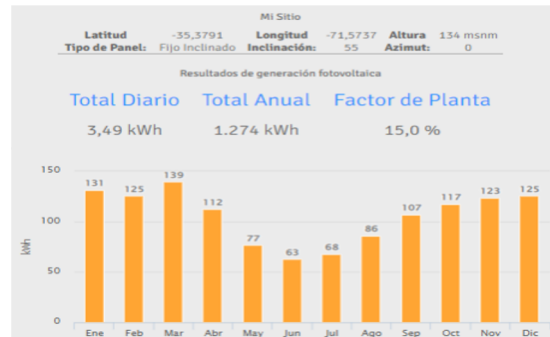 Mi Sitio
Latitud -35,3791 Longitud -71,5737 Altura 134 msnm
Tipo de Panel: Fijo Inclinado Inclinación: 55 Azimut: 0
Resultados de generación fotovoltaica
Total Diario Total Anual Factor de Planta
3,49 kWh 1.274 kWh 15,0 %
150
100
50
0
kWh
131 125 139 112 77 63 68 86 107 117 123 125
Ene Feb Mar Abr May Jun Jul Ago Sep Oct Nov Dic